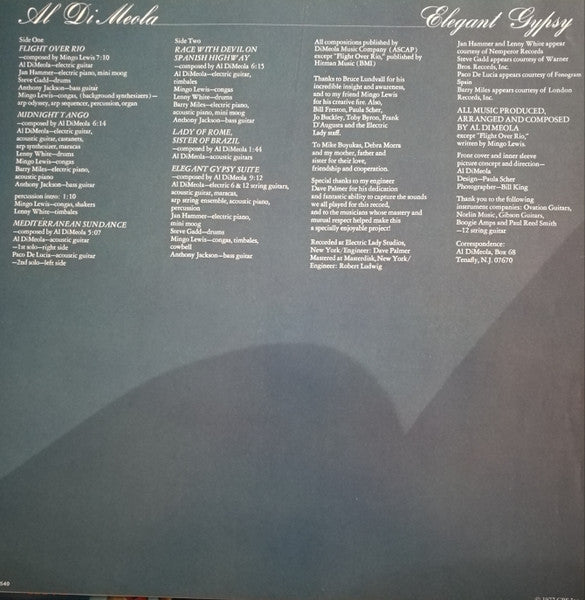 Al Di Meola
Elegant Gypsy
Side One
FLIGHT OVER RIO
—composed by Mingo Lewis 7:10
Al DiMeola—electric guitar
Jan Hammer—electric piano, mini moog
Steve Gadd—drums
Anthony Jackson—bass guitar
Mingo Lewis—congas, (background synthesizers)—
arp odyssey, arp sequencer, percussion, organ
MIDNIGHT TANGO
—composed by Al DiMeola 6:14
Al DiMeola—electric guitar,
acoustic guitar, castanets,
arp synthesizer, maracas
Lenny White—drums
Mingo Lewis—congas
Barry Miles—electric piano,
acoustic piano
Anthony Jackson—bass guitar
percussion intro: 1:10
Mingo Lewis—congas, shakers
Lenny White—timbales
MEDITERRANEAN SUNDANCE
—composed by Al DiMeola 5:07
Al DiMeola—acoustic guitar
—1st solo—right side
Paco De Lucia—acoustic guitar
—2nd solo—left side
Side Two
RACE WITH DEVIL ON
SPANISH HIGHWAY
—composed by Al DiMeola 6:15
Al DiMeola—electric guitar,
timbales
Mingo Lewis—congas
Lenny White—drums
Barry Miles—electric piano,
acoustic piano, mini moog
Anthony Jackson—bass guitar
LADY OF ROME,
SISTER OF BRAZIL
—composed by Al DiMeola 1:44
Al DiMeola—acoustic guitars
ELEGANT GYPSY SUITE
—composed by Al DiMeola 9:12
Al DiMeola—electric 6 & 12 string guitars,
acoustic guitar, maracas,
arp string ensemble, acoustic piano,
percussion
Jan Hammer—electric piano,
mini moog
Steve Gadd—drums
Mingo Lewis—congas, timbales,
cowbell
Anthony Jackson—bass guitar
All compositions published by
DiMeola Music Company (ASCAP)
except "Flight Over Rio," published by
Hitman Music (BMI)
Thanks to Bruce Lundvall for his
incredible insight and awareness,
and to my friend Mingo Lewis
for his creative fire. Also,
Bill Freston, Paula Scher,
Jo Buckley, Toby Byron, Frank
D'Augusta and the Electric
Lady staff.
To Mike Boyukas, Debra Morra
and my mother, father and
sister for their love,
friendship and cooperation.
Special thanks to my engineer
Dave Palmer for his dedication
and fantastic ability to capture the sounds
we all played for this record,
and to the musicians whose mastery and
mutual respect helped make this
a specially enjoyable project!
Recorded at Electric Lady Studios,
New York/Engineer: Dave Palmer
Mastered at Masterdisk, New York/
Engineer: Robert Ludwig
Jan Hammer and Lenny White appear
courtesy of Nemperor Records
Steve Gadd appears courtesy of Warner
Bros. Records, Inc.
Paco De Lucia appears courtesy of Fonogram
Spain
Barry Miles appears courtesy of London
Records, Inc.
ALL MUSIC PRODUCED,
ARRANGED AND COMPOSED
BY AL DIMEOLA
except "Flight Over Rio,"
written by Mingo Lewis.
Front cover and inner sleeve
picture concept and direction—
Al DiMeola
Design—Paula Scher
Photographer—Bill King
Thank you to the following
instrument companies: Ovation Guitars,
Norlin Music, Gibson Guitars,
Boogie Amps and Paul Reed Smith
—12 string guitar
Correspondence:
Al DiMeola, Box 68
Tenafly, N.J. 07670
© 1977 CBS